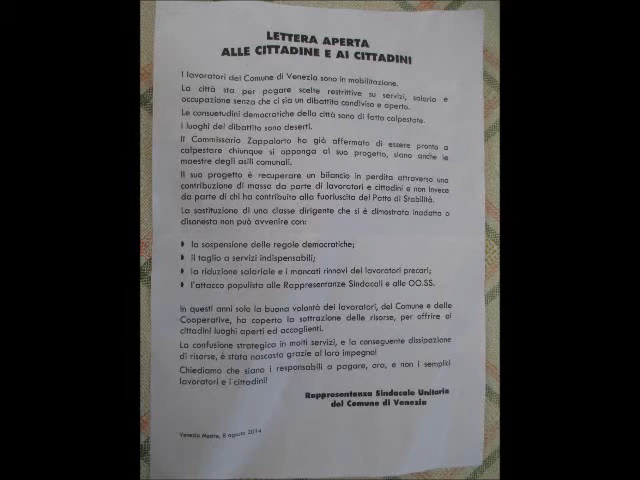 LETTERA APERTA
ALLE CITTADINE E AI CITTADINI
I lavoratori del Comune di Venezia sono in mobilitazione.
La città sta per pagare scelte restrittive su servizi, salario e
occupazione senza che ci sia un dibattito condiviso e aperto.
Le consuetudini democratiche della città sono di fatto calpestate.
I luoghi del dibattito sono deserti.
Il Commissario Zappalorto ha già affermato di essere pronto a
calpestare chiunque si opponga al suo progetto, siano anche le
maestre degli asili comunali.
Il suo progetto è recuperare un bilancio in perdita attraverso una
contribuzione di massa da parte di lavoratori e cittadini e non invece
da parte di chi ha contribuito alla fuoriuscita del Patto di Stabilità.
La sostituzione di una classe dirigente che si è dimostrata inadatta o
disonesta non può avvenire con:
◗ la sospensione delle regole democratiche;
◗ il taglio a servizi indispensabili;
◗ la riduzione salariale e i mancati rinnovi dei lavoratori precari;
◗ l'attacco populista alle Rappresentanze Sindacali e alle OO.SS.
In questi anni solo la buona volontà dei lavoratori, del Comune e delle
Cooperative, ha coperto la sottrazione delle risorse, per offrire ai
cittadini luoghi aperti ed accoglienti.
La confusione strategica in molti servizi, e la conseguente dissipazione
di risorse, è stata nascosta grazie al loro impegno!
Chiediamo che siano i responsabili a pagare, ora, e non i semplici
lavoratori e i cittadini!
Rappresentanza Sindacale Unitaria
del Comune di Venezia
Venezia Mestre, 8 agosto 2014